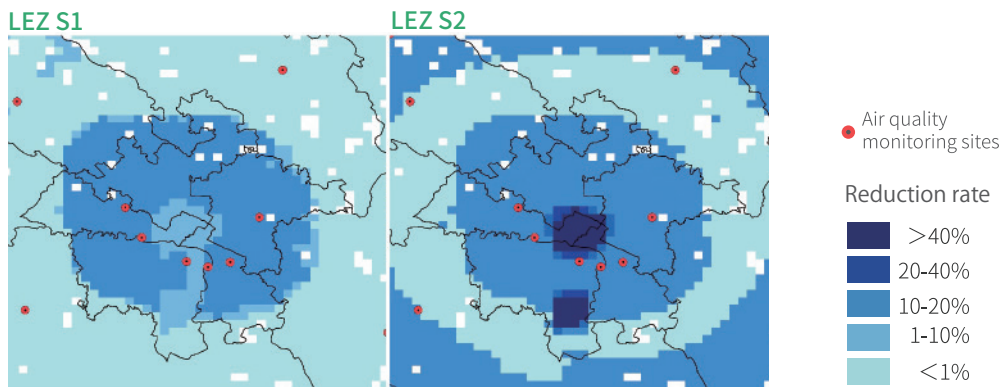 LEZ S1
LEZ S2
Air quality
monitoring sites
Reduction rate
>40%
20-40%
10-20%
1-10%
<1%